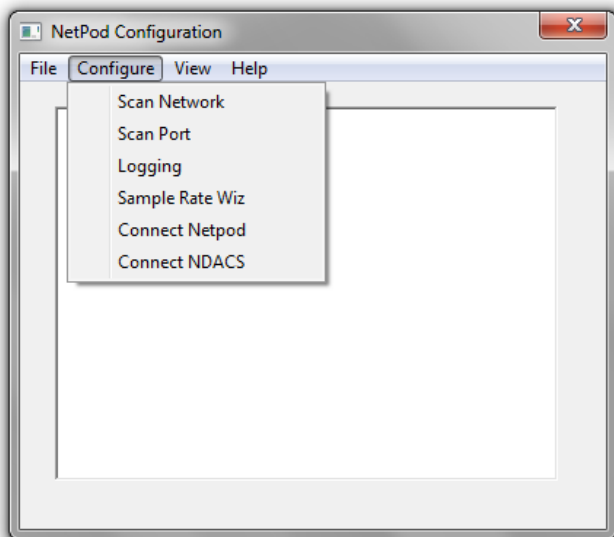 NetPod Configuration
File Configure View Help
Scan Network
Scan Port
Logging
Sample Rate Wiz
Connect Netpod
Connect NDACS